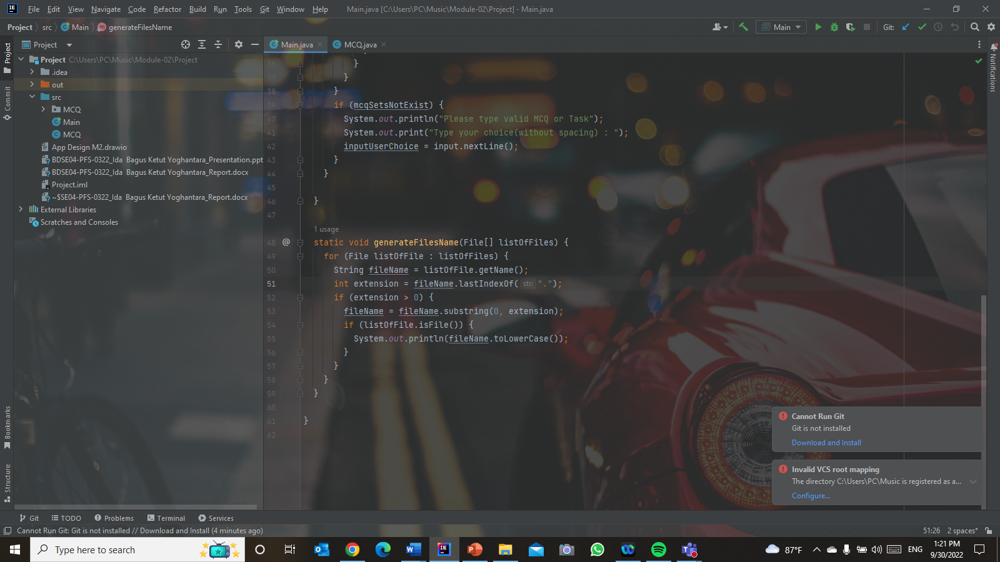 File Edit View Navigate Code Refactor Build Run Tools Git Window Help Main.java [C:\Users\PC\Music\Module-02\Project] - Main.java
Project src Main generateFilesName Main Git:
Project Main.java MCQ.java
Project C:\Users\PC\Music\Module-02\Project
.idea
out
src
MCQ
Main
MCQ
App Design M2.drawio
BDSE04-PFS-0322_Ida Bagus Ketut Yoghantara_Presentation.ppt
BDSE04-PFS-0322_Ida Bagus Ketut Yoghantara_Report.docx
Project.iml
~$SE04-PFS-0322_Ida Bagus Ketut Yoghantara_Report.docx
External Libraries
Scratches and Consoles
Project
Commit
Bookmarks
Structure
Notifications
36 }
37 }
38 }
39 if (mcqSetsNotExist) {
40 System.out.println("Please type valid MCQ or Task");
41 System.out.print("Type your choice(without spacing) : ");
42 inputUserChoice = input.nextLine();
43 }
44 }
45
46 }
47
1 usage
48 @ static void generateFilesName(File[] listOfFiles) {
49 for (File listOfFile : listOfFiles) {
50 String fileName = listOfFile.getName();
51 int extension = fileName.lastIndexOf( str: ".");
52 if (extension > 0) {
53 fileName = fileName.substring(0, extension);
54 if (listOfFile.isFile()) {
55 System.out.println(fileName.toLowerCase());
56 }
57 }
58 }
59 }
60
61 }
62
Cannot Run Git
Git is not installed
Download and Install
Invalid VCS root mapping
The directory C:\Users\PC\Music is registered as a...
Configure...
Git TODO Problems Terminal Services
Cannot Run Git: Git is not installed // Download and Install (4 minutes ago) 51:26 2 spaces*
Type here to search 87°F ENG 1:21 PM
9/30/2022